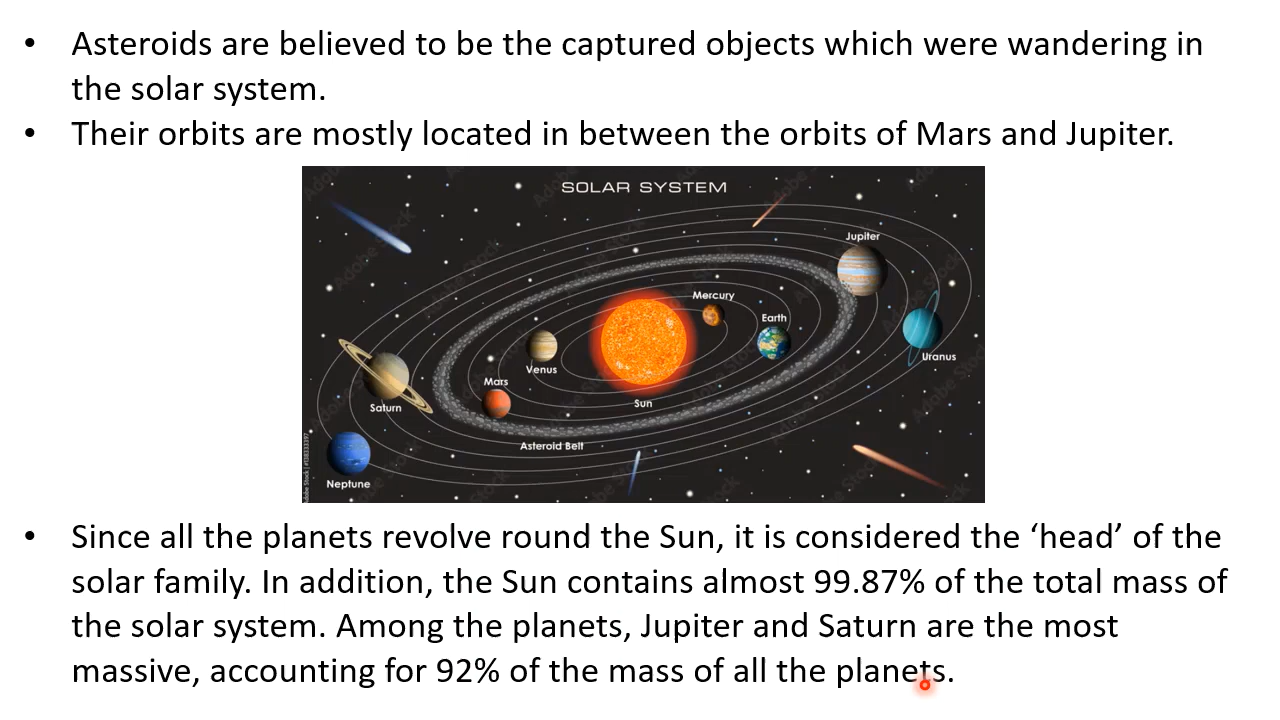 • Asteroids are believed to be the captured objects which were wandering in
the solar system.
• Their orbits are mostly located in between the orbits of Mars and Jupiter.
SOLAR SYSTEM
Jupiter
Mercury
Earth
Uranus
Venus
Mars
Sun
Saturn
Asteroid Belt
Neptune
Adobe Stock
• Since all the planets revolve round the Sun, it is considered the ‘head’ of the
solar family. In addition, the Sun contains almost 99.87% of the total mass of
the solar system. Among the planets, Jupiter and Saturn are the most
massive, accounting for 92% of the mass of all the planets.